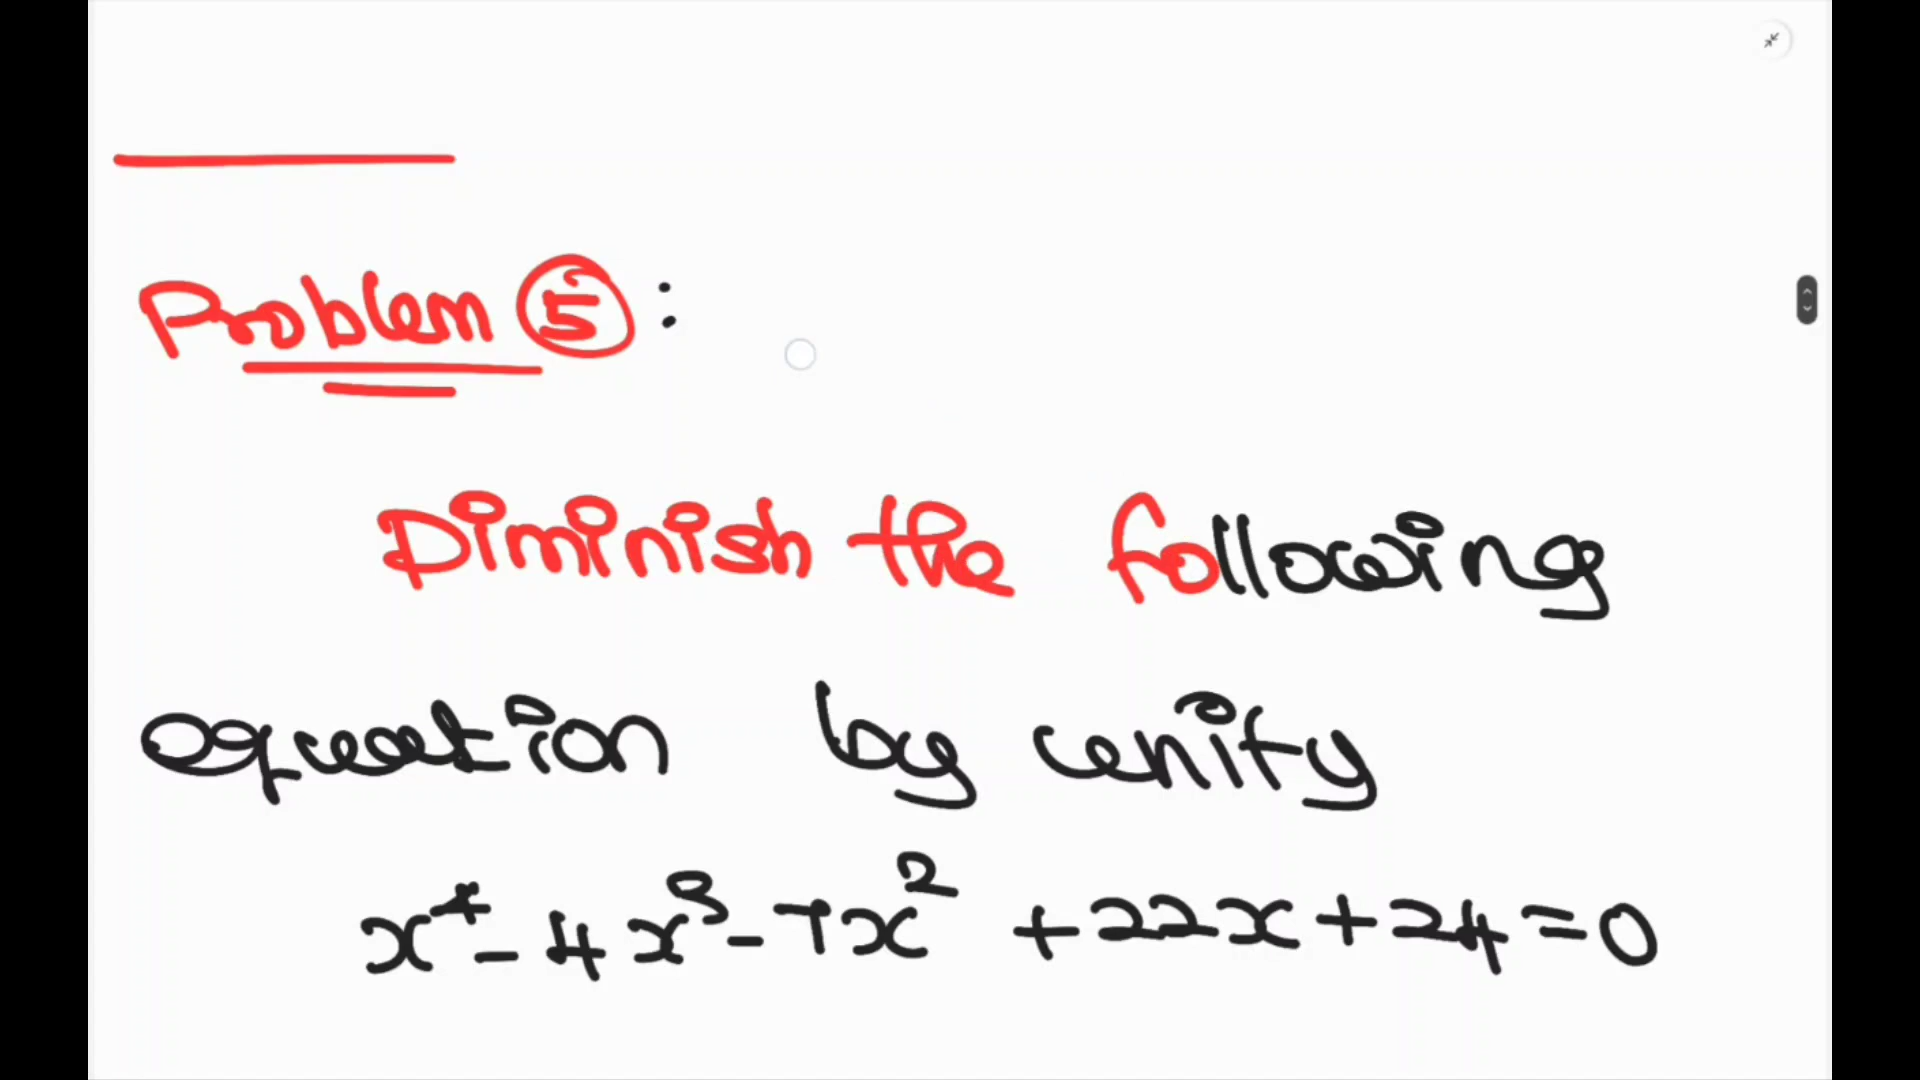 Problem ⑤ :
Diminish the following
equation by unity
x⁴ - 4x³ - 7x² + 22x + 24 = 0